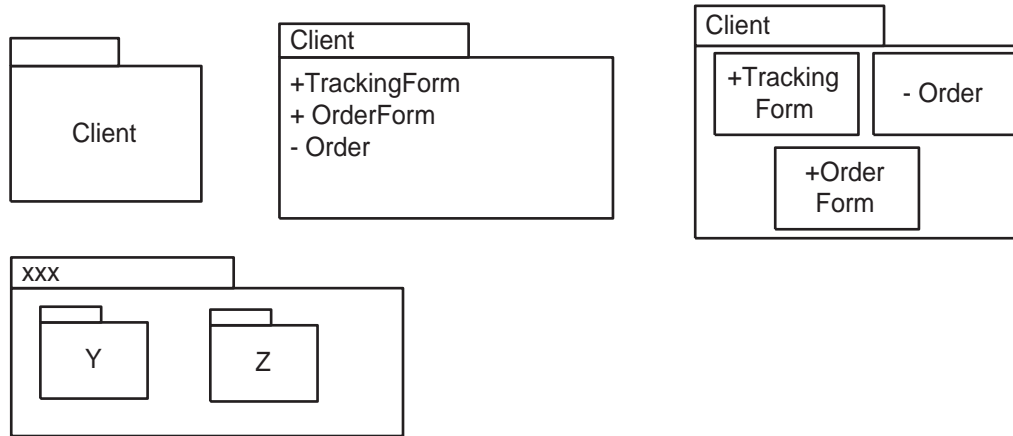 Client
Client
+TrackingForm
+ OrderForm
- Order
Client
+Tracking
Form
- Order
+Order
Form
xxx
Y
Z